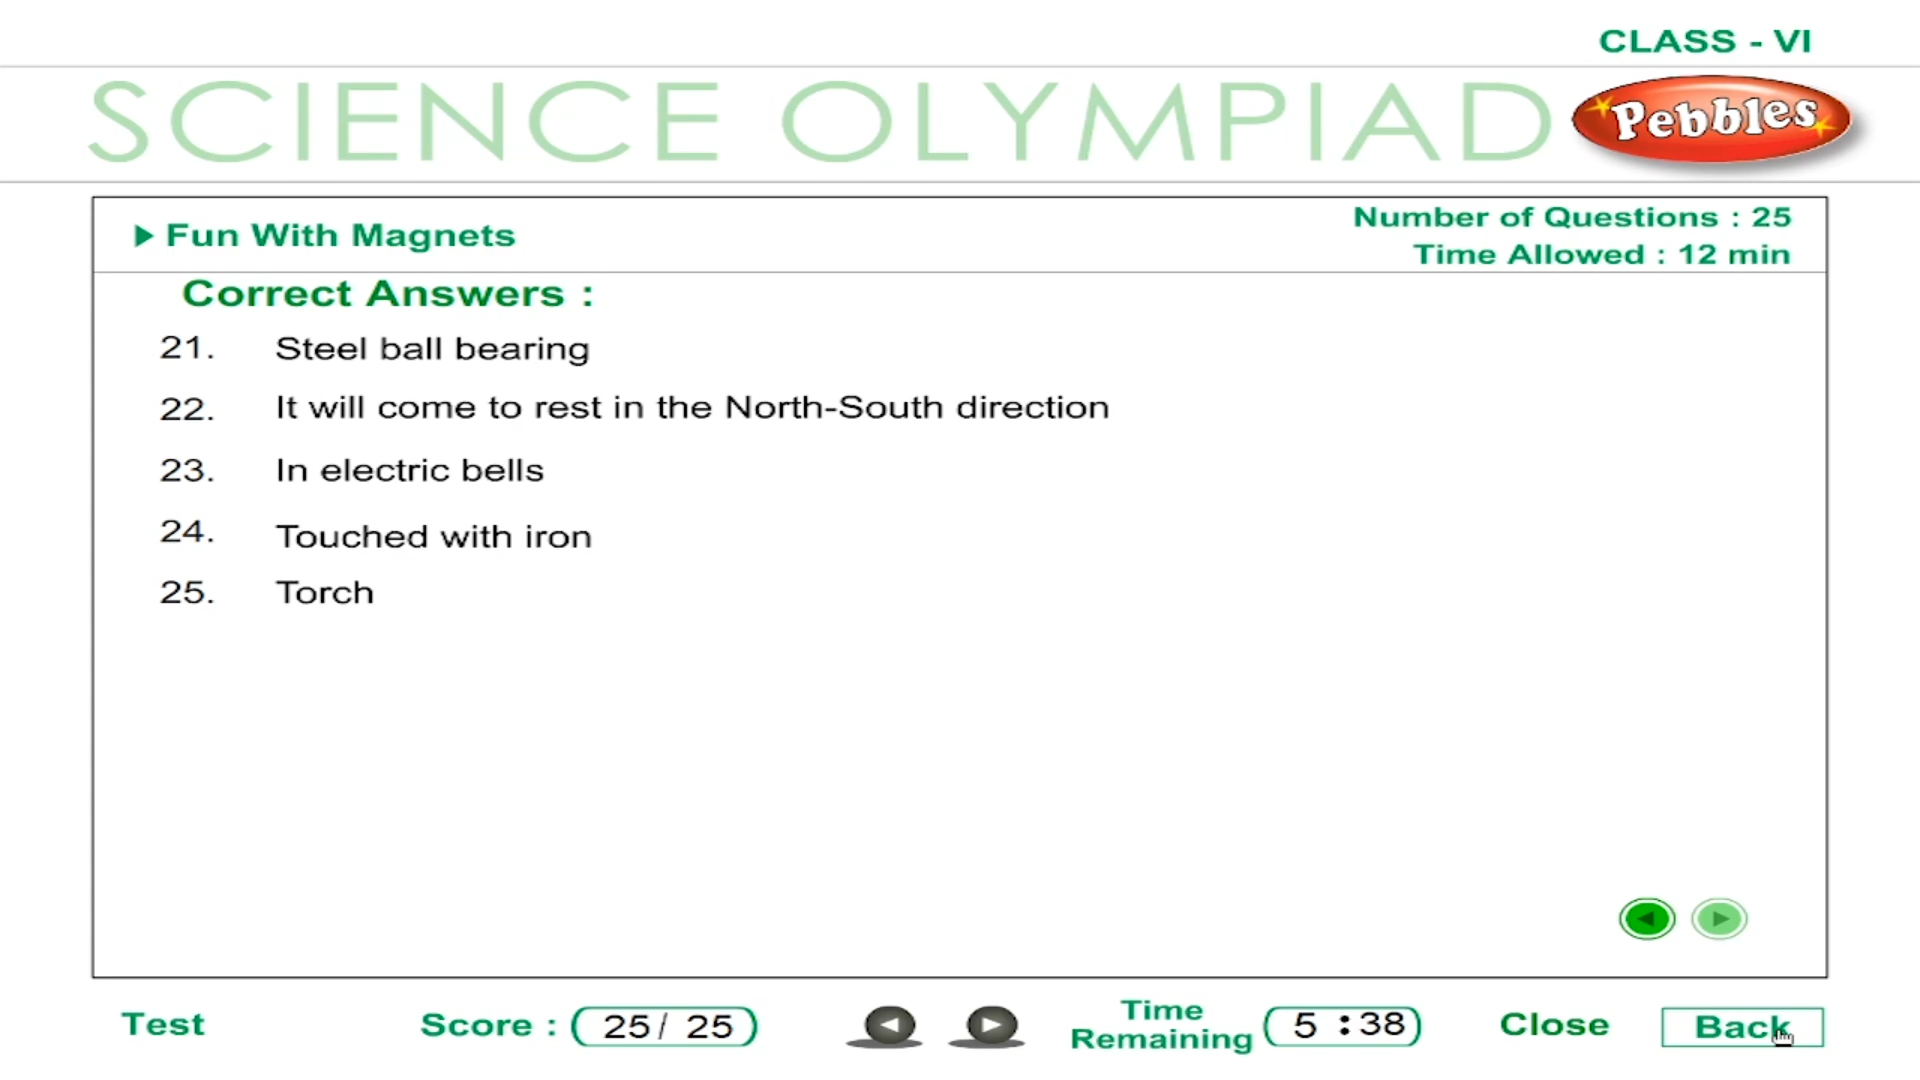 CLASS - VI
SCIENCE OLYMPIAD
Pebbles
Fun With Magnets
Number of Questions : 25
Time Allowed : 12 min
Correct Answers :
21. Steel ball bearing
22. It will come to rest in the North-South direction
23. In electric bells
24. Touched with iron
25. Torch
Test
Score : 25/ 25
Time
Remaining
5 :38
Close
Back